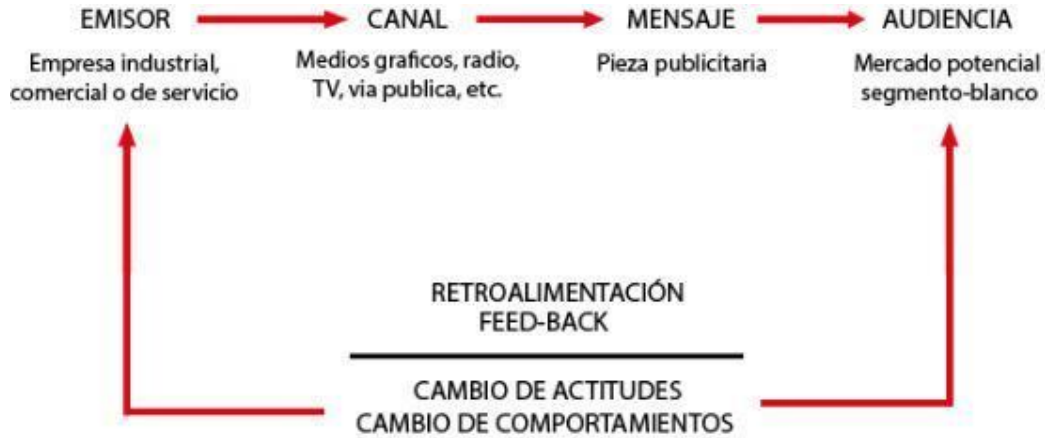 EMISOR
CANAL
MENSAJE
AUDIENCIA
Empresa industrial,
comercial o de servicio
Medios graficos, radio,
TV, via publica, etc.
Pieza publicitaria
Mercado potencial
segmento-blanco
RETROALIMENTACIÓN
FEED-BACK
CAMBIO DE ACTITUDES
CAMBIO DE COMPORTAMIENTOS